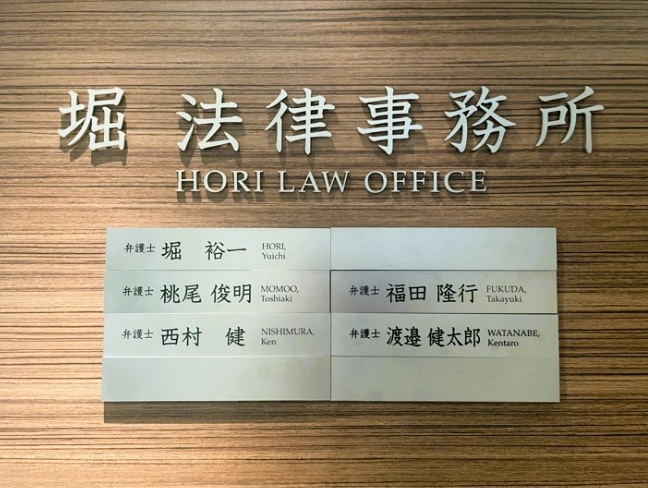 堀 法律事務所
HORI LAW OFFICE
弁護士 堀 裕一 HORI, Yuichi
弁護士 桃尾 俊明 MOMOO, Toshiaki
弁護士 福田 隆行 FUKUDA, Takayuki
弁護士 西村 健 NISHIMURA, Ken
弁護士 渡邉 健太郎 WATANABE, Kentaro